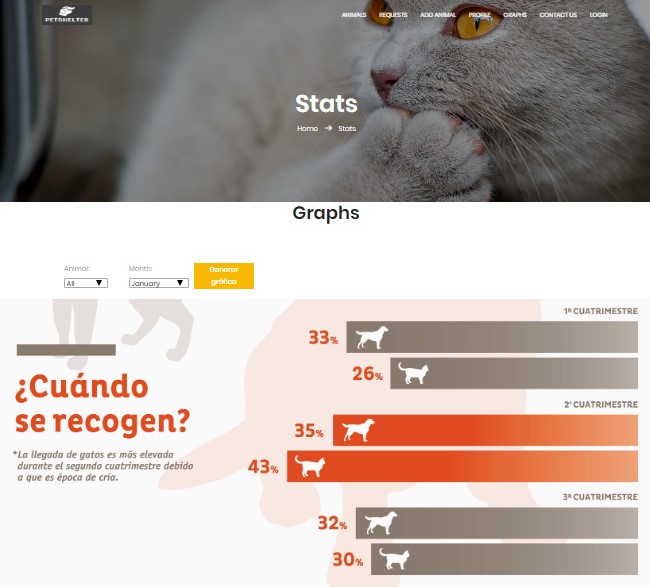 PETSHELTER
ANIMALS REQUESTS ADD ANIMAL PROFILE GRAPHS CONTACT US LOGIN
Stats
Home → Stats
Graphs
Animal: Month:
All January
Generar
gráfico
1ª CUATRIMESTRE
33%
26%
¿Cuándo
se recogen?
*La llegada de gatos es más elevada
durante el segundo cuatrimestre debido
a que es época de cría.
2º CUATRIMESTRE
35%
43%
3ª CUATRIMESTRE
32%
30%